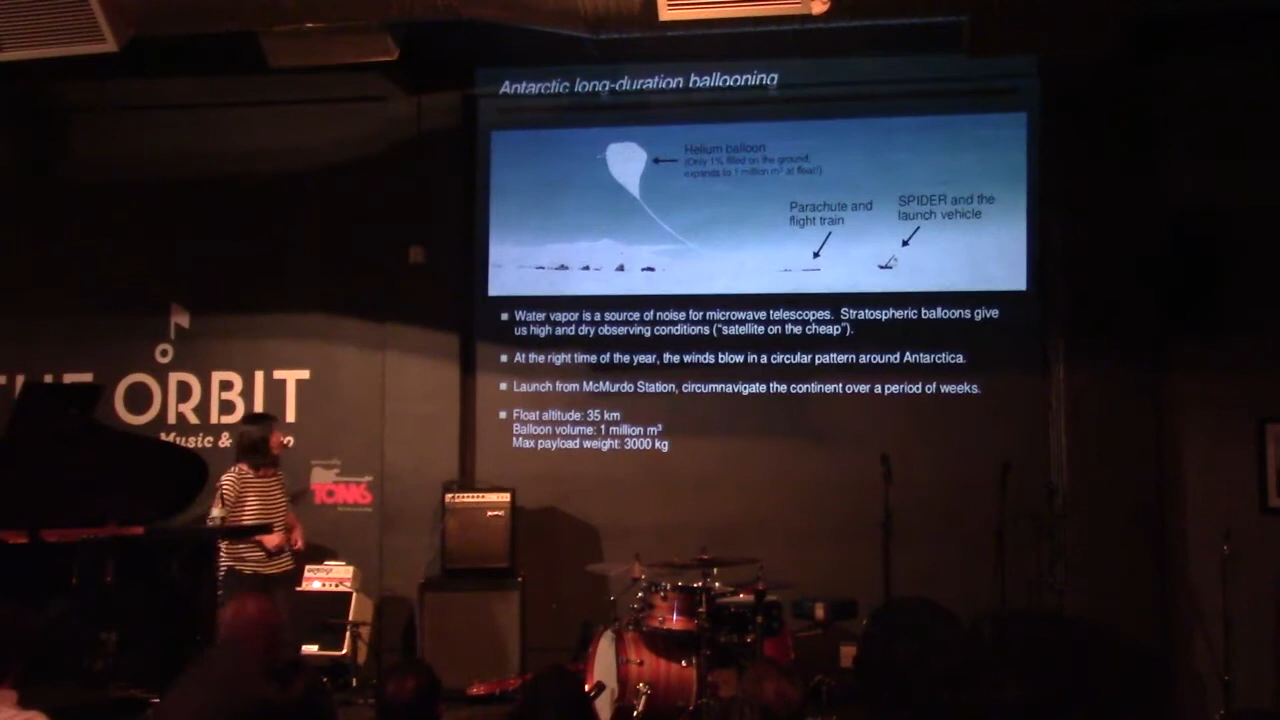 Antarctic long-duration ballooning
Helium balloon
(Only 1% filled on the ground,
expands to 1 million m³ at float!)
Parachute and
flight train
SPIDER and the
launch vehicle
■ Water vapor is a source of noise for microwave telescopes. Stratospheric balloons give
us high and dry observing conditions ("satellite on the cheap").
■ At the right time of the year, the winds blow in a circular pattern around Antarctica.
■ Launch from McMurdo Station, circumnavigate the continent over a period of weeks.
■ Float altitude: 35 km
Balloon volume: 1 million m³
Max payload weight: 3000 kg
THE ORBIT
Music &
TOMS
ORANGE